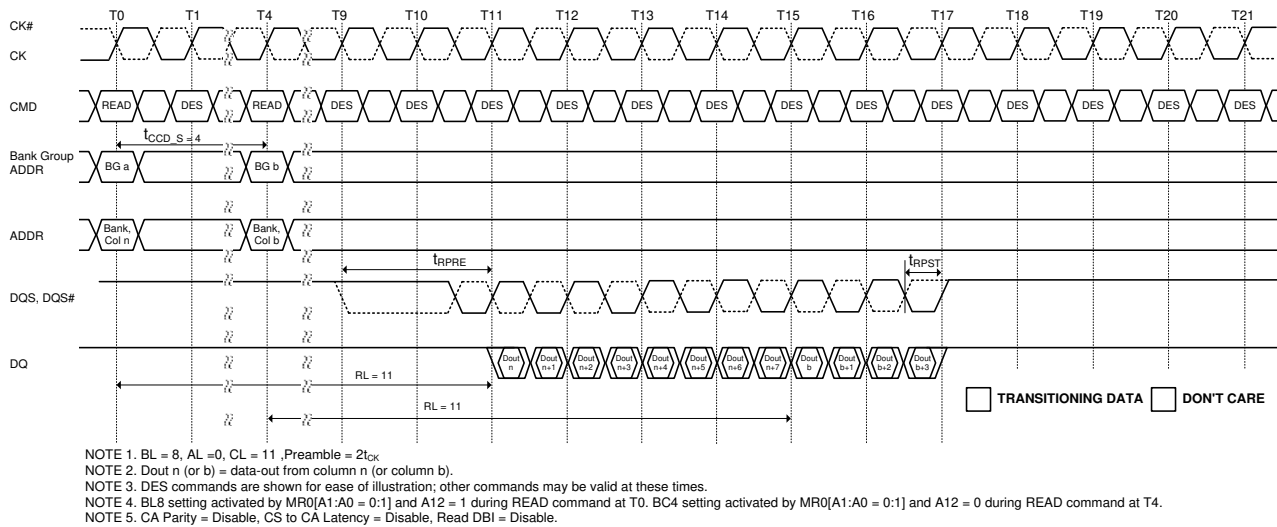 T0 T1 T4 T9 T10 T11 T12 T13 T14 T15 T16 T17 T18 T19 T20 T21
CK#
CK
CMD READ DES READ DES DES DES DES DES DES DES DES DES DES DES DES DES
tCCD_S = 4
Bank Group
ADDR
BG a BG b
ADDR
Bank, Col n
Bank, Col b
tRPRE tRPST
DQS, DQS#
DQ
Dout n
Dout n+1
Dout n+2
Dout n+3
Dout n+4
Dout n+5
Dout n+6
Dout n+7
Dout b
Dout b+1
Dout b+2
Dout b+3
RL = 11
RL = 11
TRANSITIONING DATA DON'T CARE
NOTE 1. BL = 8, AL =0, CL = 11 ,Preamble = 2tCK
NOTE 2. Dout n (or b) = data-out from column n (or column b).
NOTE 3. DES commands are shown for ease of illustration; other commands may be valid at these times.
NOTE 4. BL8 setting activated by MR0[A1:A0 = 0:1] and A12 = 1 during READ command at T0. BC4 setting activated by MR0[A1:A0 = 0:1] and A12 = 0 during READ command at T4.
NOTE 5. CA Parity = Disable, CS to CA Latency = Disable, Read DBI = Disable.